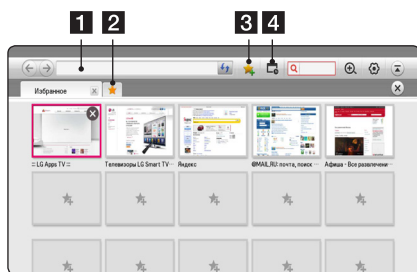 1 2 3 4
Избранное
:: LG Apps TV ::
Телевизоры LG Smart TV -
Яндекс
@MAIL.RU: почта, поиск
Афиша - Все развлечени